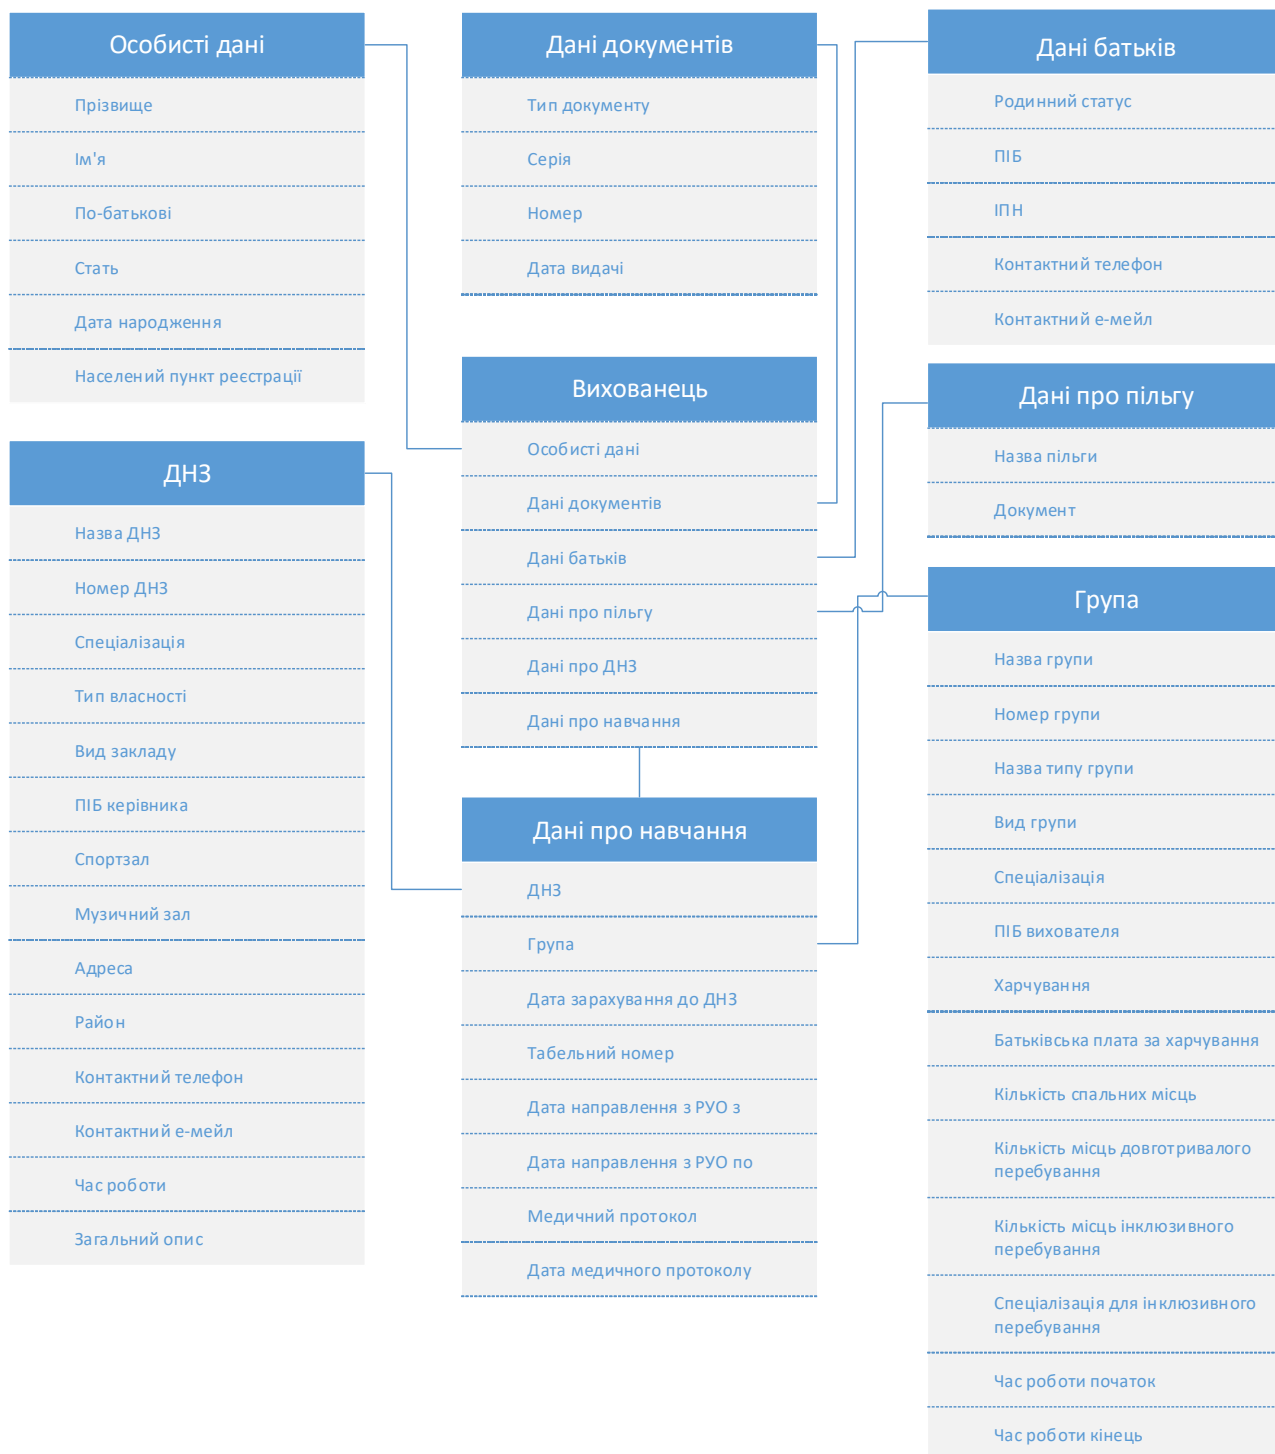 Особисті дані
Прізвище
Ім'я
По-батькові
Стать
Дата народження
Населений пункт реєстрації
ДНЗ
Назва ДНЗ
Номер ДНЗ
Спеціалізація
Тип власності
Вид закладу
ПІБ керівника
Спортзал
Музичний зал
Адреса
Район
Контактний телефон
Контактний е-мейл
Час роботи
Загальний опис
Дані документів
Тип документу
Серія
Номер
Дата видачі
Вихованець
Особисті дані
Дані документів
Дані батьків
Дані про пільгу
Дані про ДНЗ
Дані про навчання
Дані про навчання
ДНЗ
Група
Дата зарахування до ДНЗ
Табельний номер
Дата направлення з РУО з
Дата направлення з РУО по
Медичний протокол
Дата медичного протоколу
Дані батьків
Родинний статус
ПІБ
ІПН
Контактний телефон
Контактний е-мейл
Дані про пільгу
Назва пільги
Документ
Група
Назва групи
Номер групи
Назва типу групи
Вид групи
Спеціалізація
ПІБ вихователя
Харчування
Батьківська плата за харчування
Кількість спальних місць
Кількість місць довготривалого
перебування
Кількість місць інклюзивного
перебування
Спеціалізація для інклюзивного
перебування
Час роботи початок
Час роботи кінець